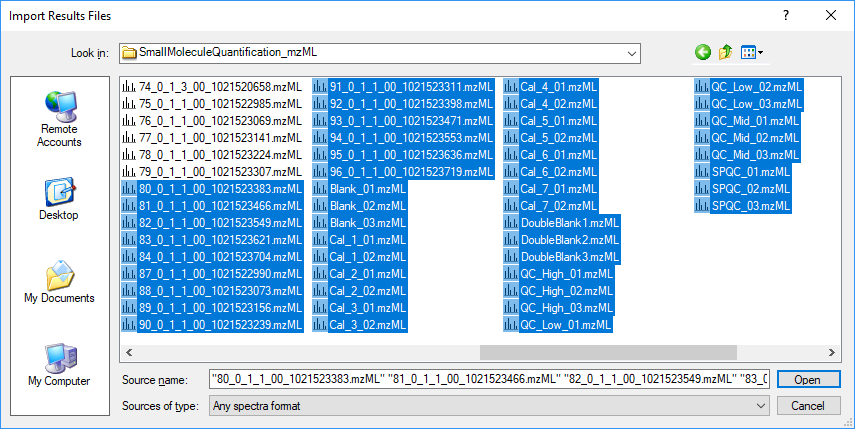 Import Results Files
Look in:
SmallMoleculeQuantification_mzML
Remote
Accounts
Desktop
My Documents
My Computer
74_0_1_3_00_1021520658.mzML
75_0_1_1_00_1021522985.mzML
76_0_1_1_00_1021523069.mzML
77_0_1_1_00_1021523141.mzML
78_0_1_1_00_1021523224.mzML
79_0_1_1_00_1021523307.mzML
80_0_1_1_00_1021523383.mzML
81_0_1_1_00_1021523466.mzML
82_0_1_1_00_1021523549.mzML
83_0_1_1_00_1021523621.mzML
84_0_1_1_00_1021523704.mzML
87_0_1_1_00_1021522990.mzML
88_0_1_1_00_1021523073.mzML
89_0_1_1_00_1021523156.mzML
90_0_1_1_00_1021523239.mzML
91_0_1_1_00_1021523311.mzML
92_0_1_1_00_1021523398.mzML
93_0_1_1_00_1021523471.mzML
94_0_1_1_00_1021523553.mzML
95_0_1_1_00_1021523636.mzML
96_0_1_1_00_1021523719.mzML
Blank_01.mzML
Blank_02.mzML
Blank_03.mzML
Cal_1_01.mzML
Cal_1_02.mzML
Cal_2_01.mzML
Cal_2_02.mzML
Cal_3_01.mzML
Cal_3_02.mzML
Cal_4_01.mzML
Cal_4_02.mzML
Cal_5_01.mzML
Cal_5_02.mzML
Cal_6_01.mzML
Cal_6_02.mzML
Cal_7_01.mzML
Cal_7_02.mzML
DoubleBlank1.mzML
DoubleBlank2.mzML
DoubleBlank3.mzML
QC_High_01.mzML
QC_High_02.mzML
QC_High_03.mzML
QC_Low_01.mzML
QC_Low_02.mzML
QC_Low_03.mzML
QC_Mid_01.mzML
QC_Mid_02.mzML
QC_Mid_03.mzML
SPQC_01.mzML
SPQC_02.mzML
SPQC_03.mzML
Source name:
"80_0_1_1_00_1021523383.mzML" "81_0_1_1_00_1021523466.mzML" "82_0_1_1_00_1021523549.mzML" "83_0
Open
Sources of type:
Any spectra format
Cancel